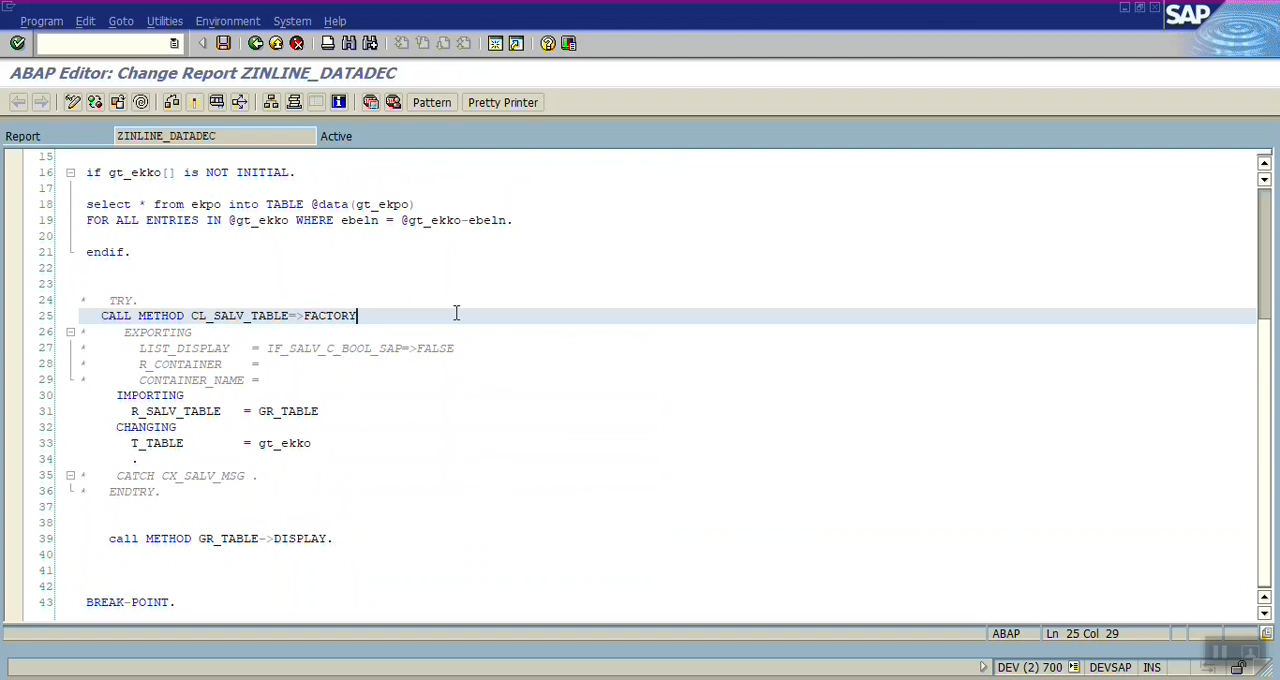 Program Edit Goto Utilities Environment System Help
SAP
ABAP Editor: Change Report ZINLINE_DATADEC
Pattern Pretty Printer
Report ZINLINE_DATADEC Active
15
16 if gt_ekko[] is NOT INITIAL.
17
18 select * from ekpo into TABLE @data(gt_ekpo)
19 FOR ALL ENTRIES IN @gt_ekko WHERE ebeln = @gt_ekko-ebeln.
20
21 endif.
22
23
24 * TRY.
25 CALL METHOD CL_SALV_TABLE=>FACTORY
26 * EXPORTING
27 * LIST_DISPLAY = IF_SALV_C_BOOL_SAP=>FALSE
28 * R_CONTAINER =
29 * CONTAINER_NAME =
30 IMPORTING
31 R_SALV_TABLE = GR_TABLE
32 CHANGING
33 T_TABLE = gt_ekko
34 .
35 * CATCH CX_SALV_MSG .
36 * ENDTRY.
37
38
39 call METHOD GR_TABLE->DISPLAY.
40
41
42
43 BREAK-POINT.
ABAP Ln 25 Col 29
DEV (2) 700 DEVSAP INS